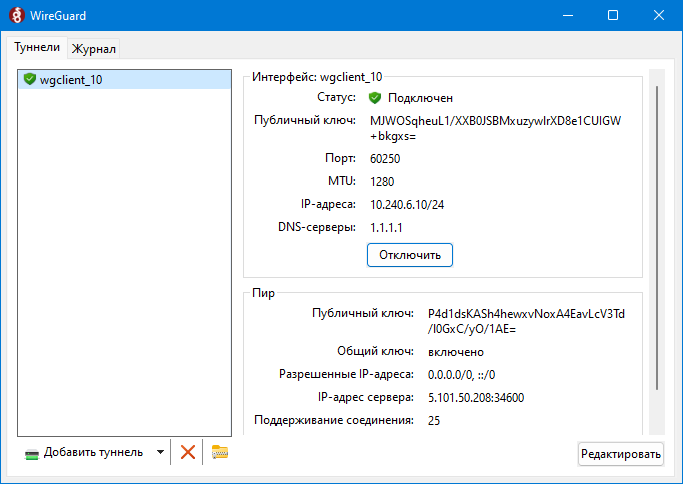 WireGuard
Туннели
Журнал
wgclient_10
Интерфейс: wgclient_10
Статус: Подключен
Публичный ключ: MJWOSqheuL1/XXB0JSBMxuzywIrXD8e1CUIGW
+bkgxs=
Порт: 60250
MTU: 1280
IP-адреса: 10.240.6.10/24
DNS-серверы: 1.1.1.1
Отключить
Пир
Публичный ключ: P4d1dsKASh4hewxvNoxA4EavLcV3Td
/I0GxC/yO/1AE=
Общий ключ: включено
Разрешенные IP-адреса: 0.0.0.0/0, ::/0
IP-адрес сервера: 5.101.50.208:34600
Поддерживание соединения: 25
Добавить туннель
Редактировать